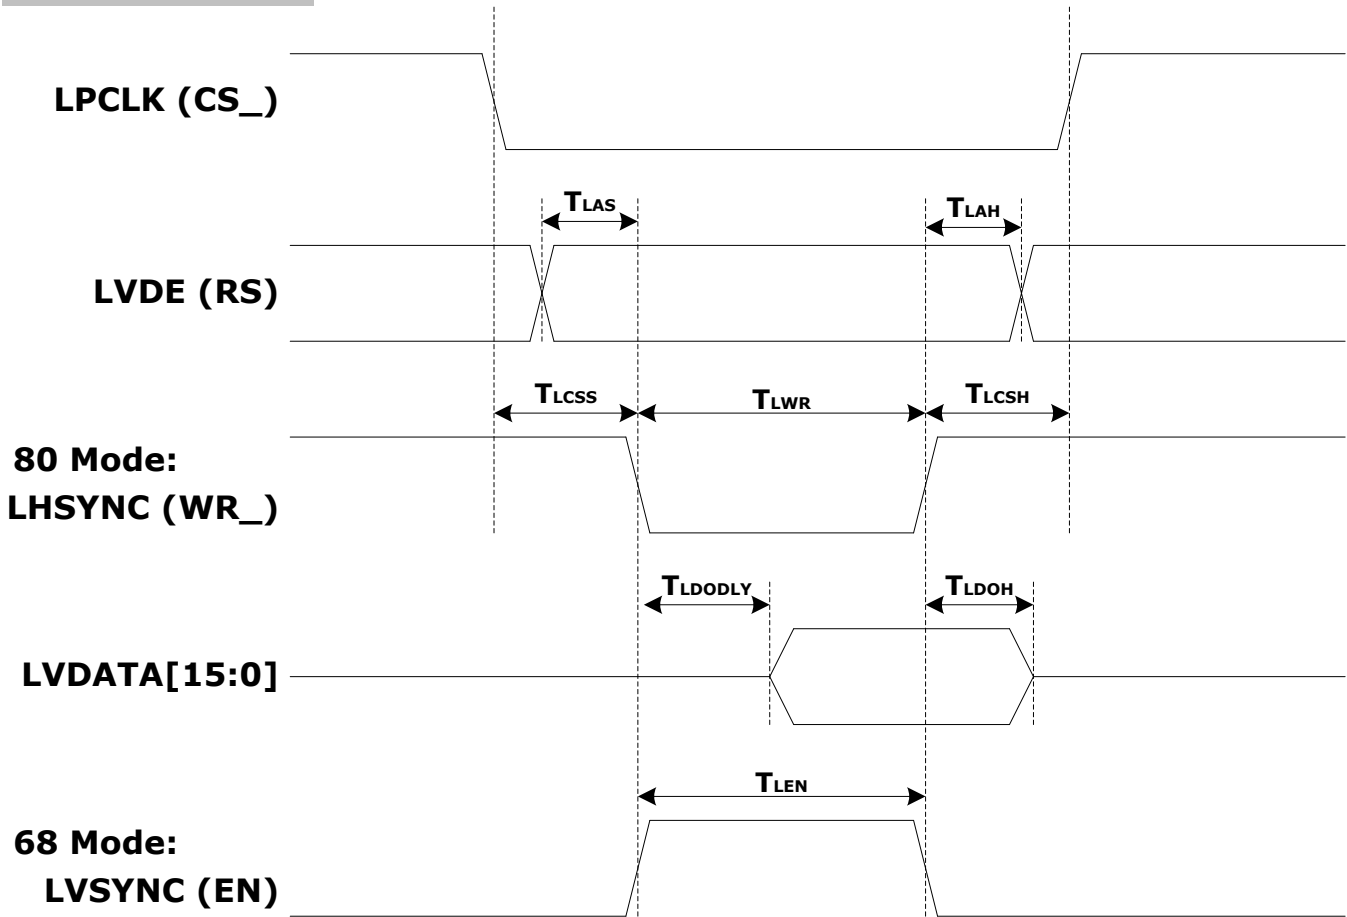 LPCLK (CS_)
TLAS
TLAH
LVDE (RS)
TLCSS
TLWR
TLCSH
80 Mode:
LHSYNC (WR_)
TLDODLY
TLDOH
LVDATA[15:0]
TLEN
68 Mode:
LVSYNC (EN)